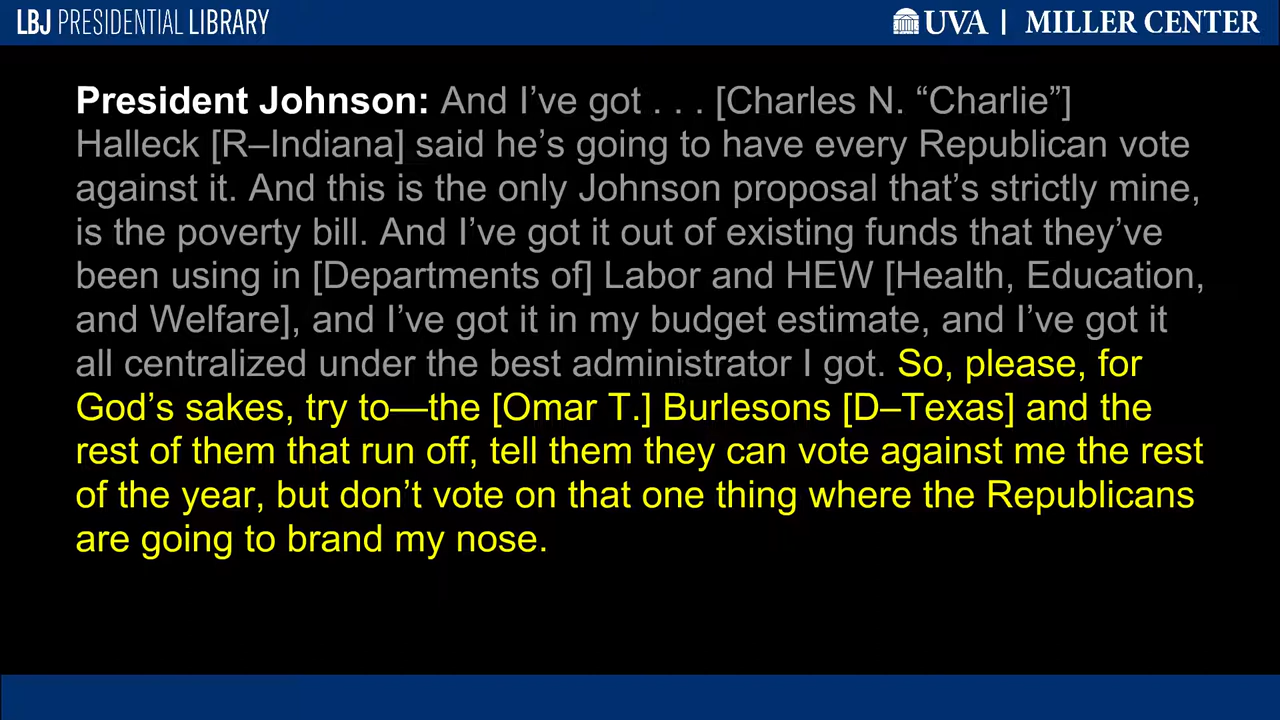 LBJ PRESIDENTIAL LIBRARY
UVA | MILLER CENTER
President Johnson: And I’ve got . . . [Charles N. “Charlie”]
Halleck [R–Indiana] said he’s going to have every Republican vote
against it. And this is the only Johnson proposal that’s strictly mine,
is the poverty bill. And I’ve got it out of existing funds that they’ve
been using in [Departments of] Labor and HEW [Health, Education,
and Welfare], and I’ve got it in my budget estimate, and I’ve got it
all centralized under the best administrator I got. So, please, for
God’s sakes, try to—the [Omar T.] Burlesons [D–Texas] and the
rest of them that run off, tell them they can vote against me the rest
of the year, but don’t vote on that one thing where the Republicans
are going to brand my nose.